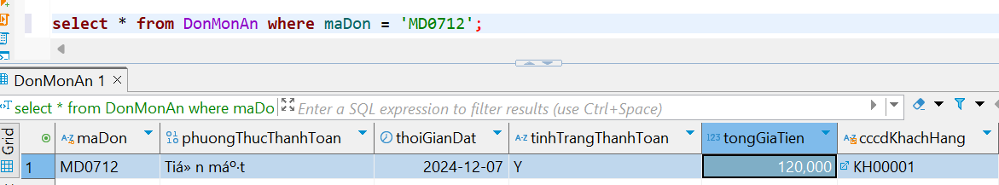 select * from DonMonAn where maDon = 'MD0712';
DonMonAn 1
select * from DonMonAn where maDo
Enter a SQL expression to filter results (use Ctrl+Space)
Grid
maDon phuongThucThanhToan thoiGianDat tinhTrangThanhToan tongGiaTien cccdKhachHang
1 MD0712 Tiá» n máº·t 2024-12-07 Y 120,000 KH00001